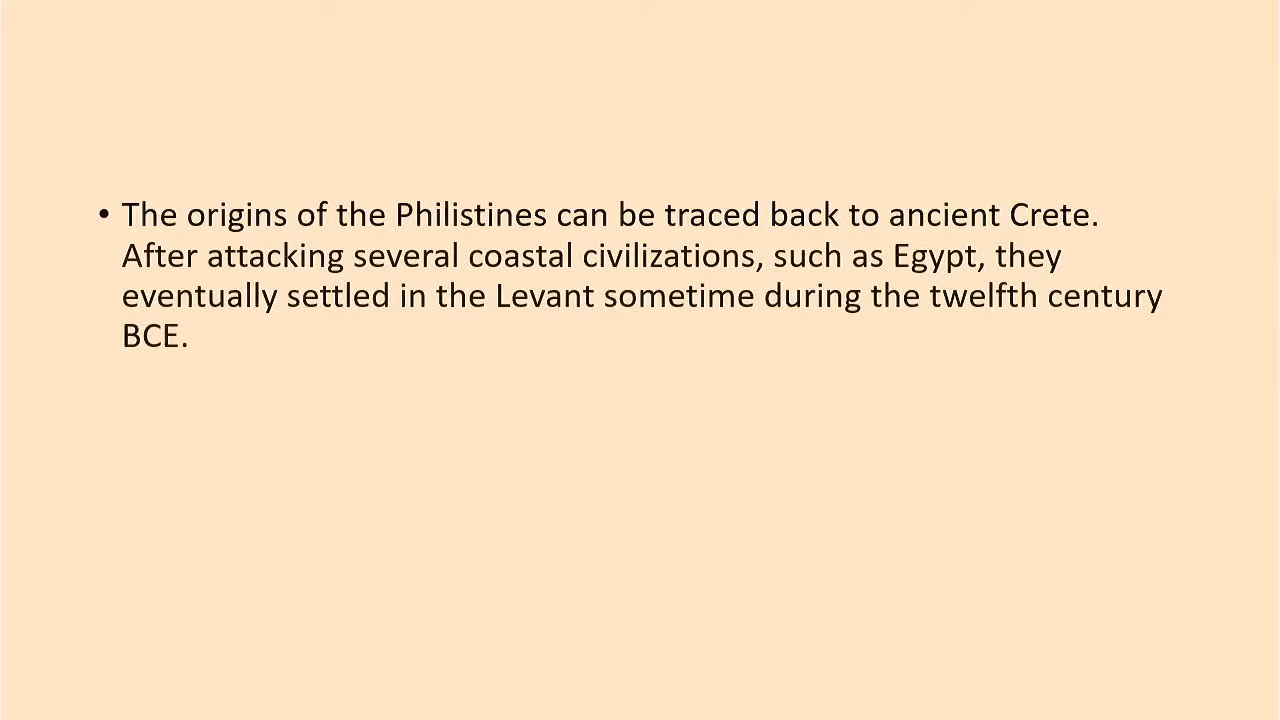 • The origins of the Philistines can be traced back to ancient Crete.
After attacking several coastal civilizations, such as Egypt, they
eventually settled in the Levant sometime during the twelfth century
BCE.